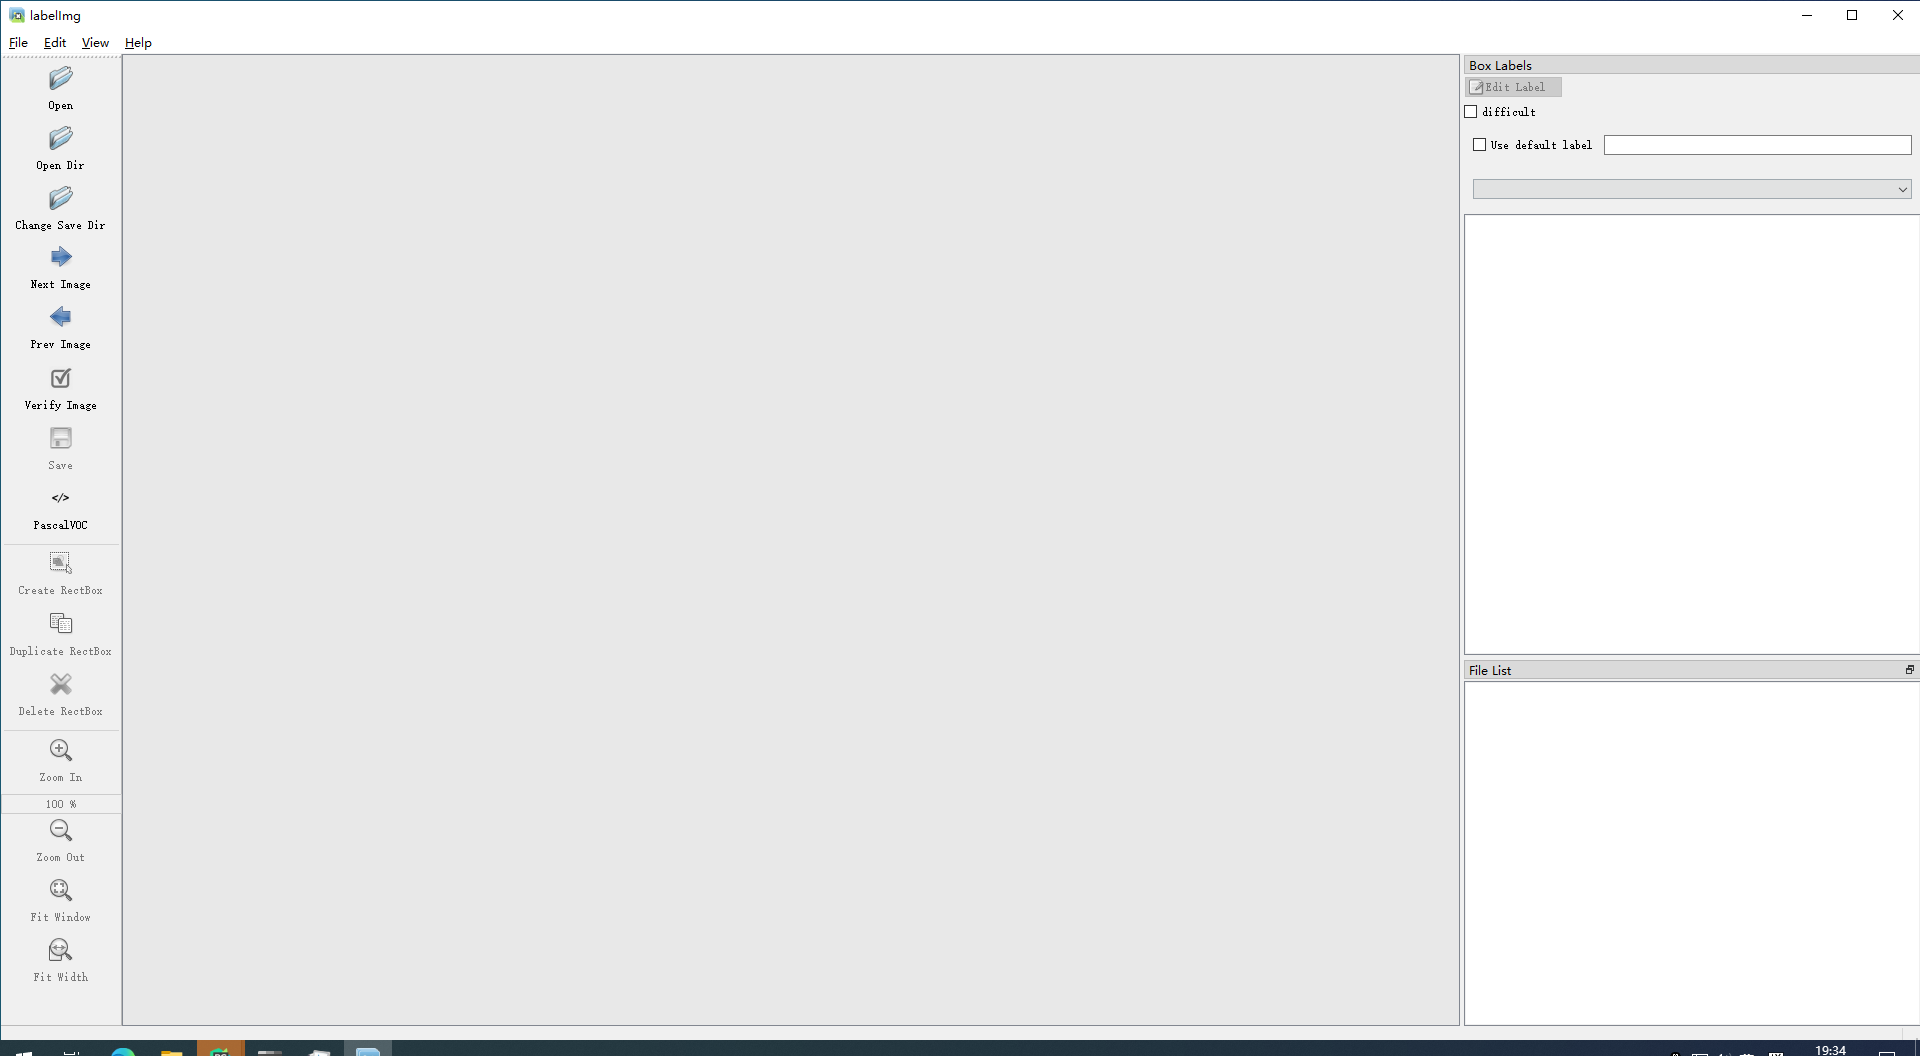 labelImg
File Edit View Help
Open
Open Dir
Change Save Dir
Next Image
Prev Image
Verify Image
Save
</>
PascalVOC
Create RectBox
Duplicate RectBox
Delete RectBox
Zoom In
100 %
Zoom Out
Fit Window
Fit Width
Box Labels
Edit Label
difficult
Use default label
File List
19:34